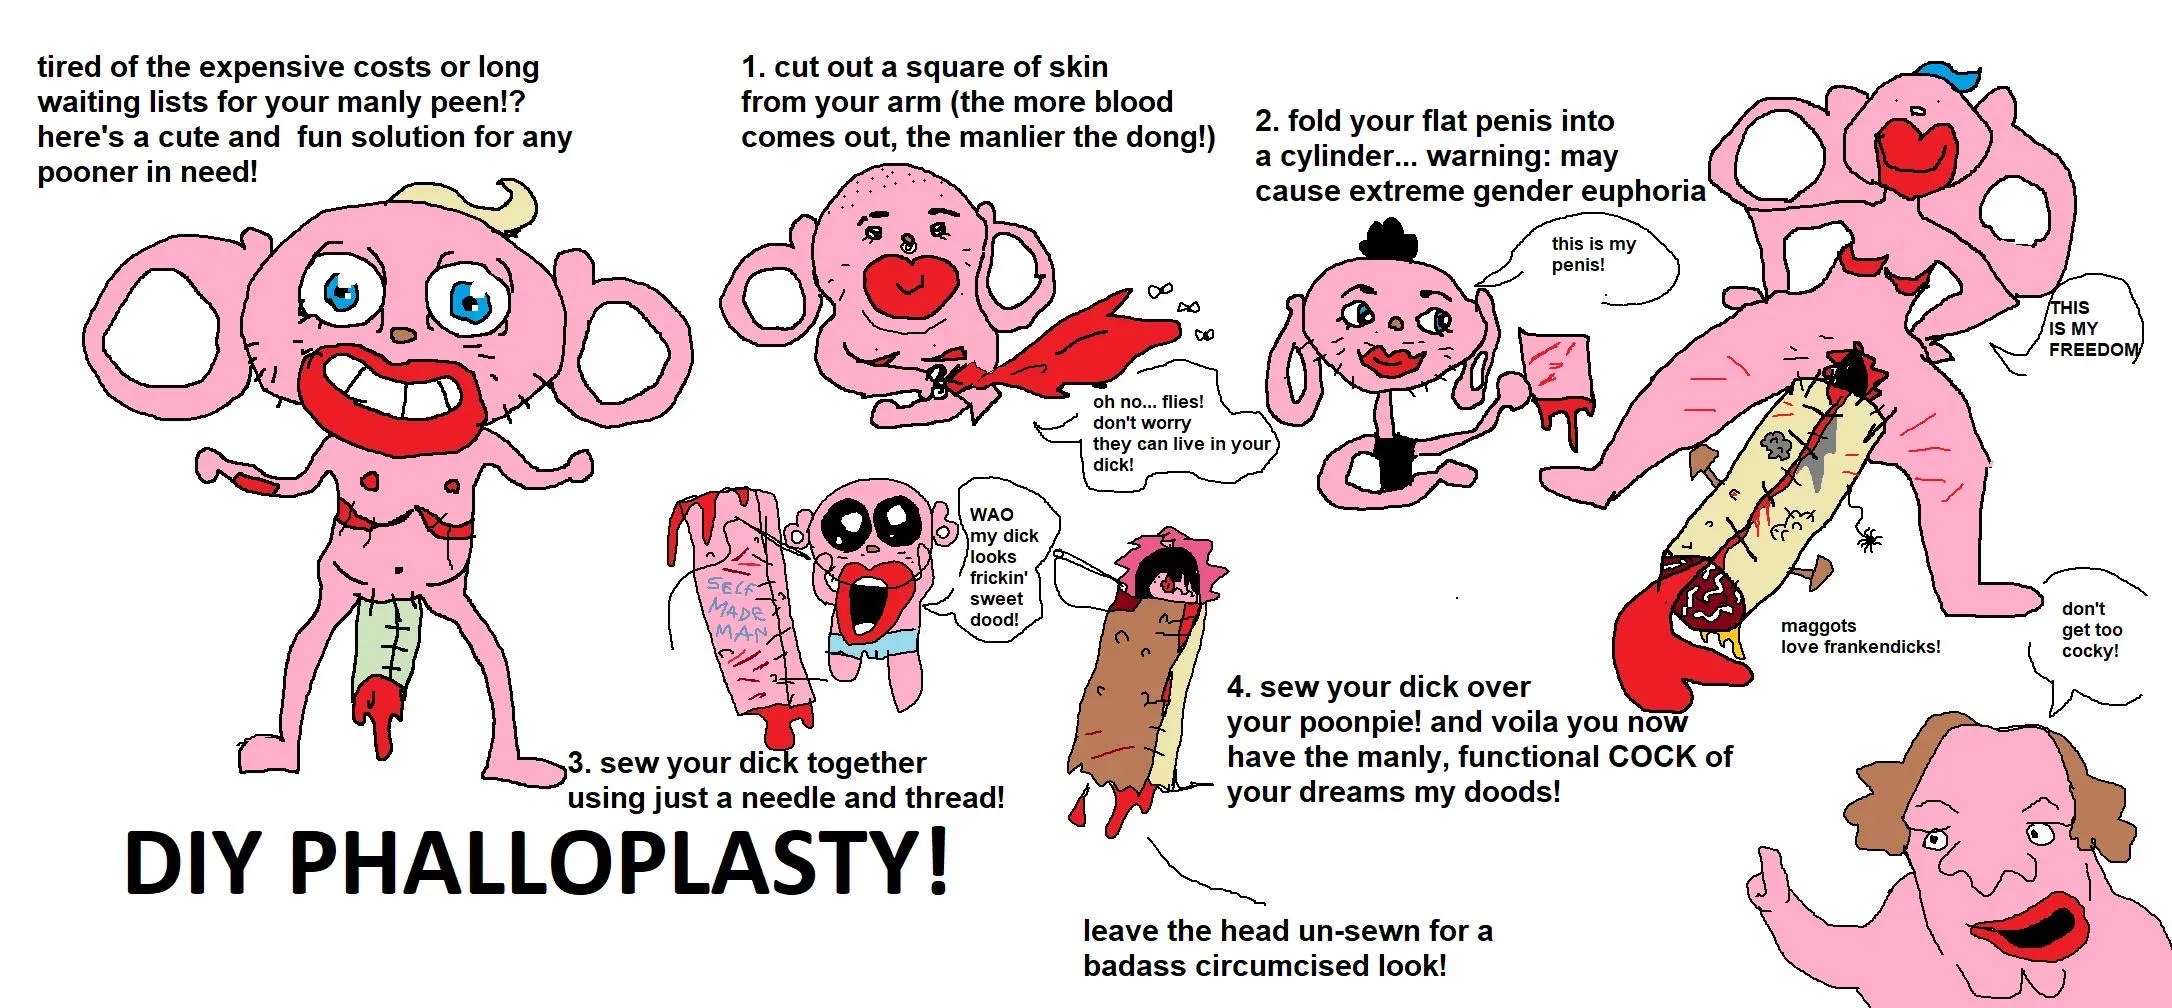 tired of the expensive costs or long
waiting lists for your manly peen!?
here's a cute and  fun solution for any
pooner in need!
1. cut out a square of skin
from your arm (the more blood
comes out, the manlier the dong!)
oh no... flies!
don't worry
they can live in your
dick!
2. fold your flat penis into
a cylinder... warning: may
cause extreme gender euphoria
this is my
penis!
THIS
IS MY
FREEDOM
SELF
MADE
MAN
WAO
my dick
looks
frickin'
sweet
dood!
3. sew your dick together
using just a needle and thread!
4. sew your dick over
your poonpie! and voila you now
have the manly, functional COCK of
your dreams my doods!
maggots
love frankendicks!
don't
get too
cocky!
leave the head un-sewn for a
badass circumcised look!
DIY PHALLOPLASTY!